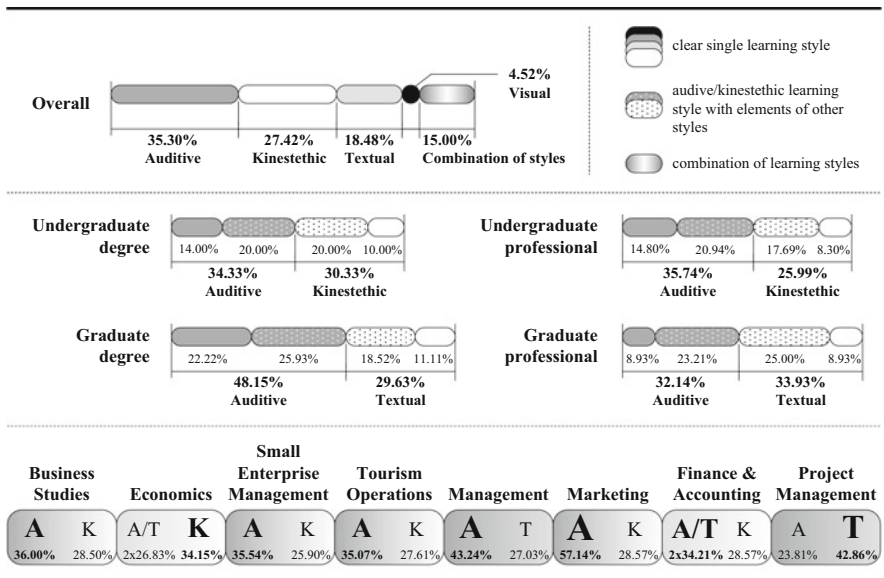 4.52%
Visual
Overall
35.30%
Auditive
27.42%
Kinestethic
18.48%
Textual
15.00%
Combination of styles
clear single learning style
audive/kinestethic learning
style with elements of other
styles
combination of learning styles
Undergraduate
degree
14.00% 20.00% 20.00% 10.00%
34.33% 30.33%
Auditive Kinestethic
Undergraduate
professional
14.80% 20.94% 17.69% 8.30%
35.74% 25.99%
Auditive Kinestethic
Graduate
degree
22.22% 25.93% 18.52% 11.11%
48.15% 29.63%
Auditive Textual
Graduate
professional
8.93% 23.21% 25.00% 8.93%
32.14% 33.93%
Auditive Textual
Business
Studies
A K
36.00% 28.50%
Economics
A/T K
2x26.83% 34.15%
Small
Enterprise
Management
A K
35.54% 25.90%
Tourism
Operations
A K
35.07% 27.61%
Management
A T
43.24% 27.03%
Marketing
A K
57.14% 28.57%
Finance &
Accounting
A/T K
2x34.21% 28.57%
Project
Management
A T
23.81% 42.86%